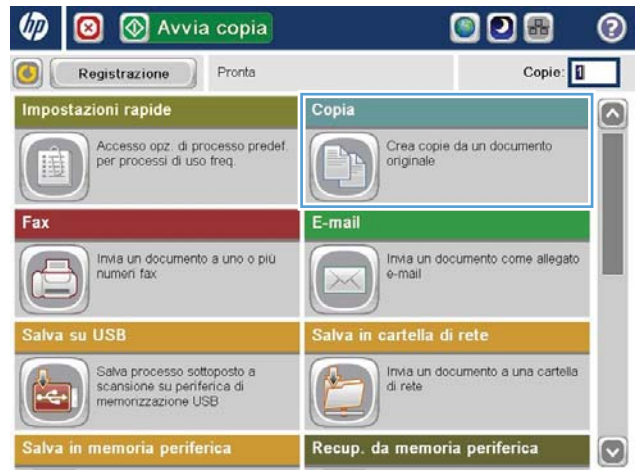 hp
Avvia copia
?
Registrazione
Pronta
Copie: 1
Impostazioni rapide
Accesso opz. di processo predef.
per processi di uso freq.
Copia
Crea copie da un documento
originale
Fax
Invia un documento a uno o più
numeri fax
E-mail
Invia un documento come allegato
e-mail
Salva su USB
Salva processo sottoposto a
scansione su periferica di
memorizzazione USB
Salva in cartella di rete
Invia un documento a una cartella
di rete
Salva in memoria periferica
Recup. da memoria periferica